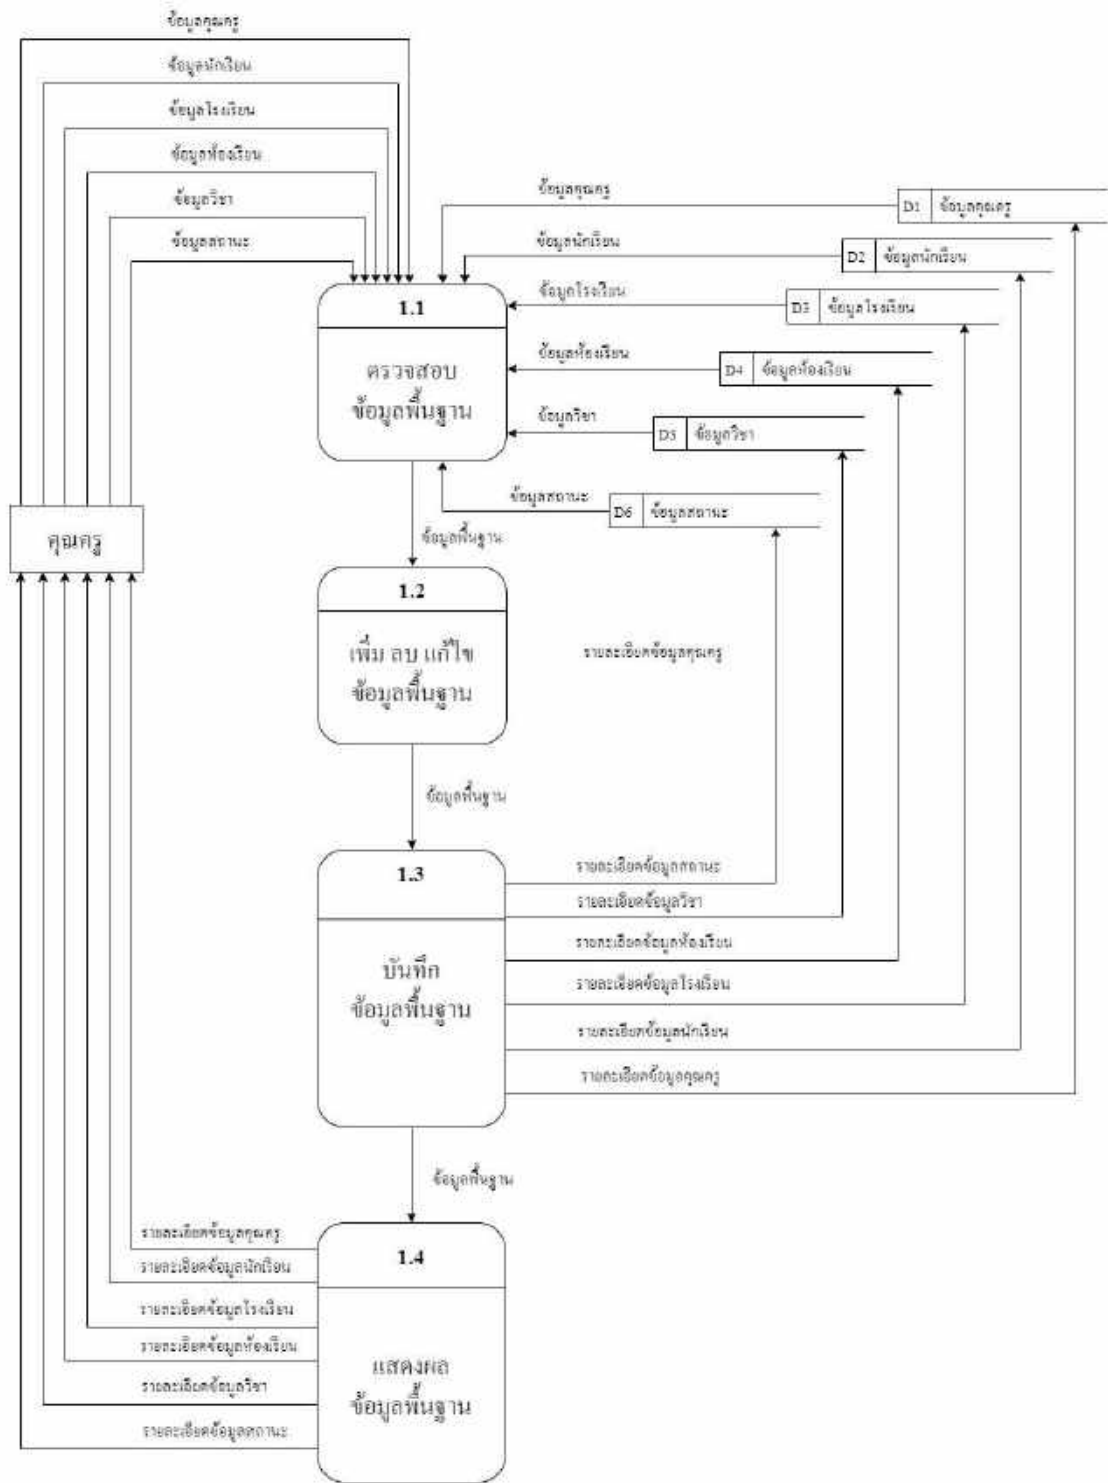 ข้อมูลคุณครู
ข้อมูลนักเรียน
ข้อมูลโรงเรียน
ข้อมูลห้องเรียน
ข้อมูลวิชา
ข้อมูลสถานะ
ข้อมูลคุณครู
D1 ข้อมูลคุณครู
ข้อมูลนักเรียน
D2 ข้อมูลนักเรียน
ข้อมูลโรงเรียน
D3 ข้อมูลโรงเรียน
ข้อมูลห้องเรียน
D4 ข้อมูลห้องเรียน
ข้อมูลวิชา
D5 ข้อมูลวิชา
ข้อมูลสถานะ
D6 ข้อมูลสถานะ
1.1
ตรวจสอบ
ข้อมูลพื้นฐาน
คุณครู
ข้อมูลพื้นฐาน
1.2
เพิ่ม ลบ แก้ไข
ข้อมูลพื้นฐาน
รายละเอียดข้อมูลคุณครู
ข้อมูลพื้นฐาน
1.3
บันทึก
ข้อมูลพื้นฐาน
รายละเอียดข้อมูลสถานะ
รายละเอียดข้อมูลวิชา
รายละเอียดข้อมูลห้องเรียน
รายละเอียดข้อมูลโรงเรียน
รายละเอียดข้อมูลนักเรียน
รายละเอียดข้อมูลคุณครู
ข้อมูลพื้นฐาน
1.4
แสดงผล
ข้อมูลพื้นฐาน
รายละเอียดข้อมูลคุณครู
รายละเอียดข้อมูลนักเรียน
รายละเอียดข้อมูลโรงเรียน
รายละเอียดข้อมูลห้องเรียน
รายละเอียดข้อมูลวิชา
รายละเอียดข้อมูลสถานะ